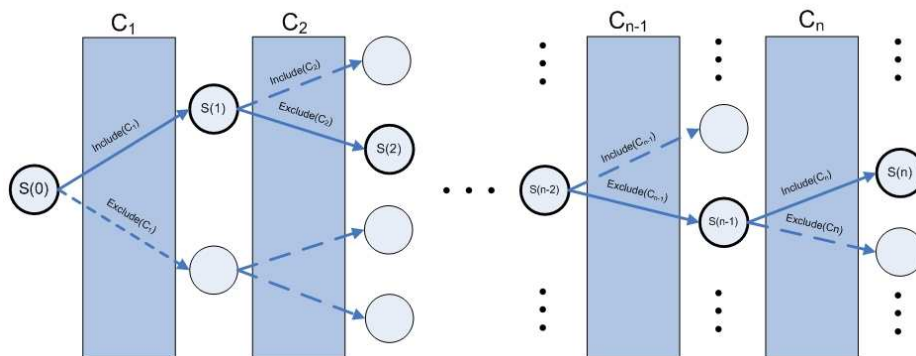 C1
C2
Cn-1
Cn
S(0)
Include(C1)
Exclude(C1)
S(1)
Include(C2)
Exclude(C2)
S(2)
S(n-2)
Include(Cn-1)
Exclude(Cn-1)
S(n-1)
Include(Cn)
Exclude(Cn)
S(n)